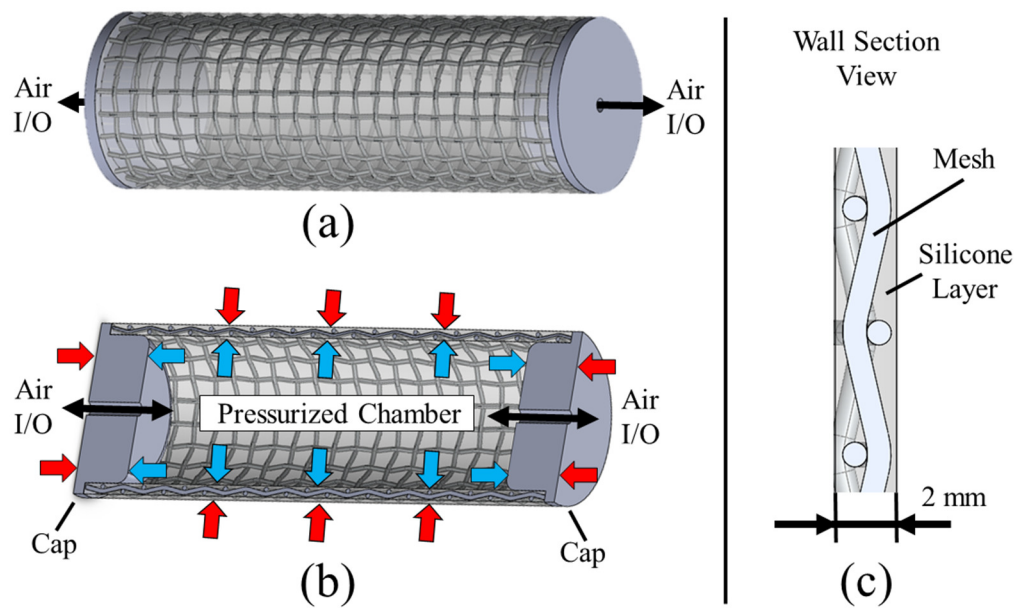 Air
I/O
Air
I/O
(a)
Air
I/O
Pressurized Chamber
Air
I/O
Cap
Cap
(b)
Wall Section
View
Mesh
Silicone
Layer
2 mm
(c)